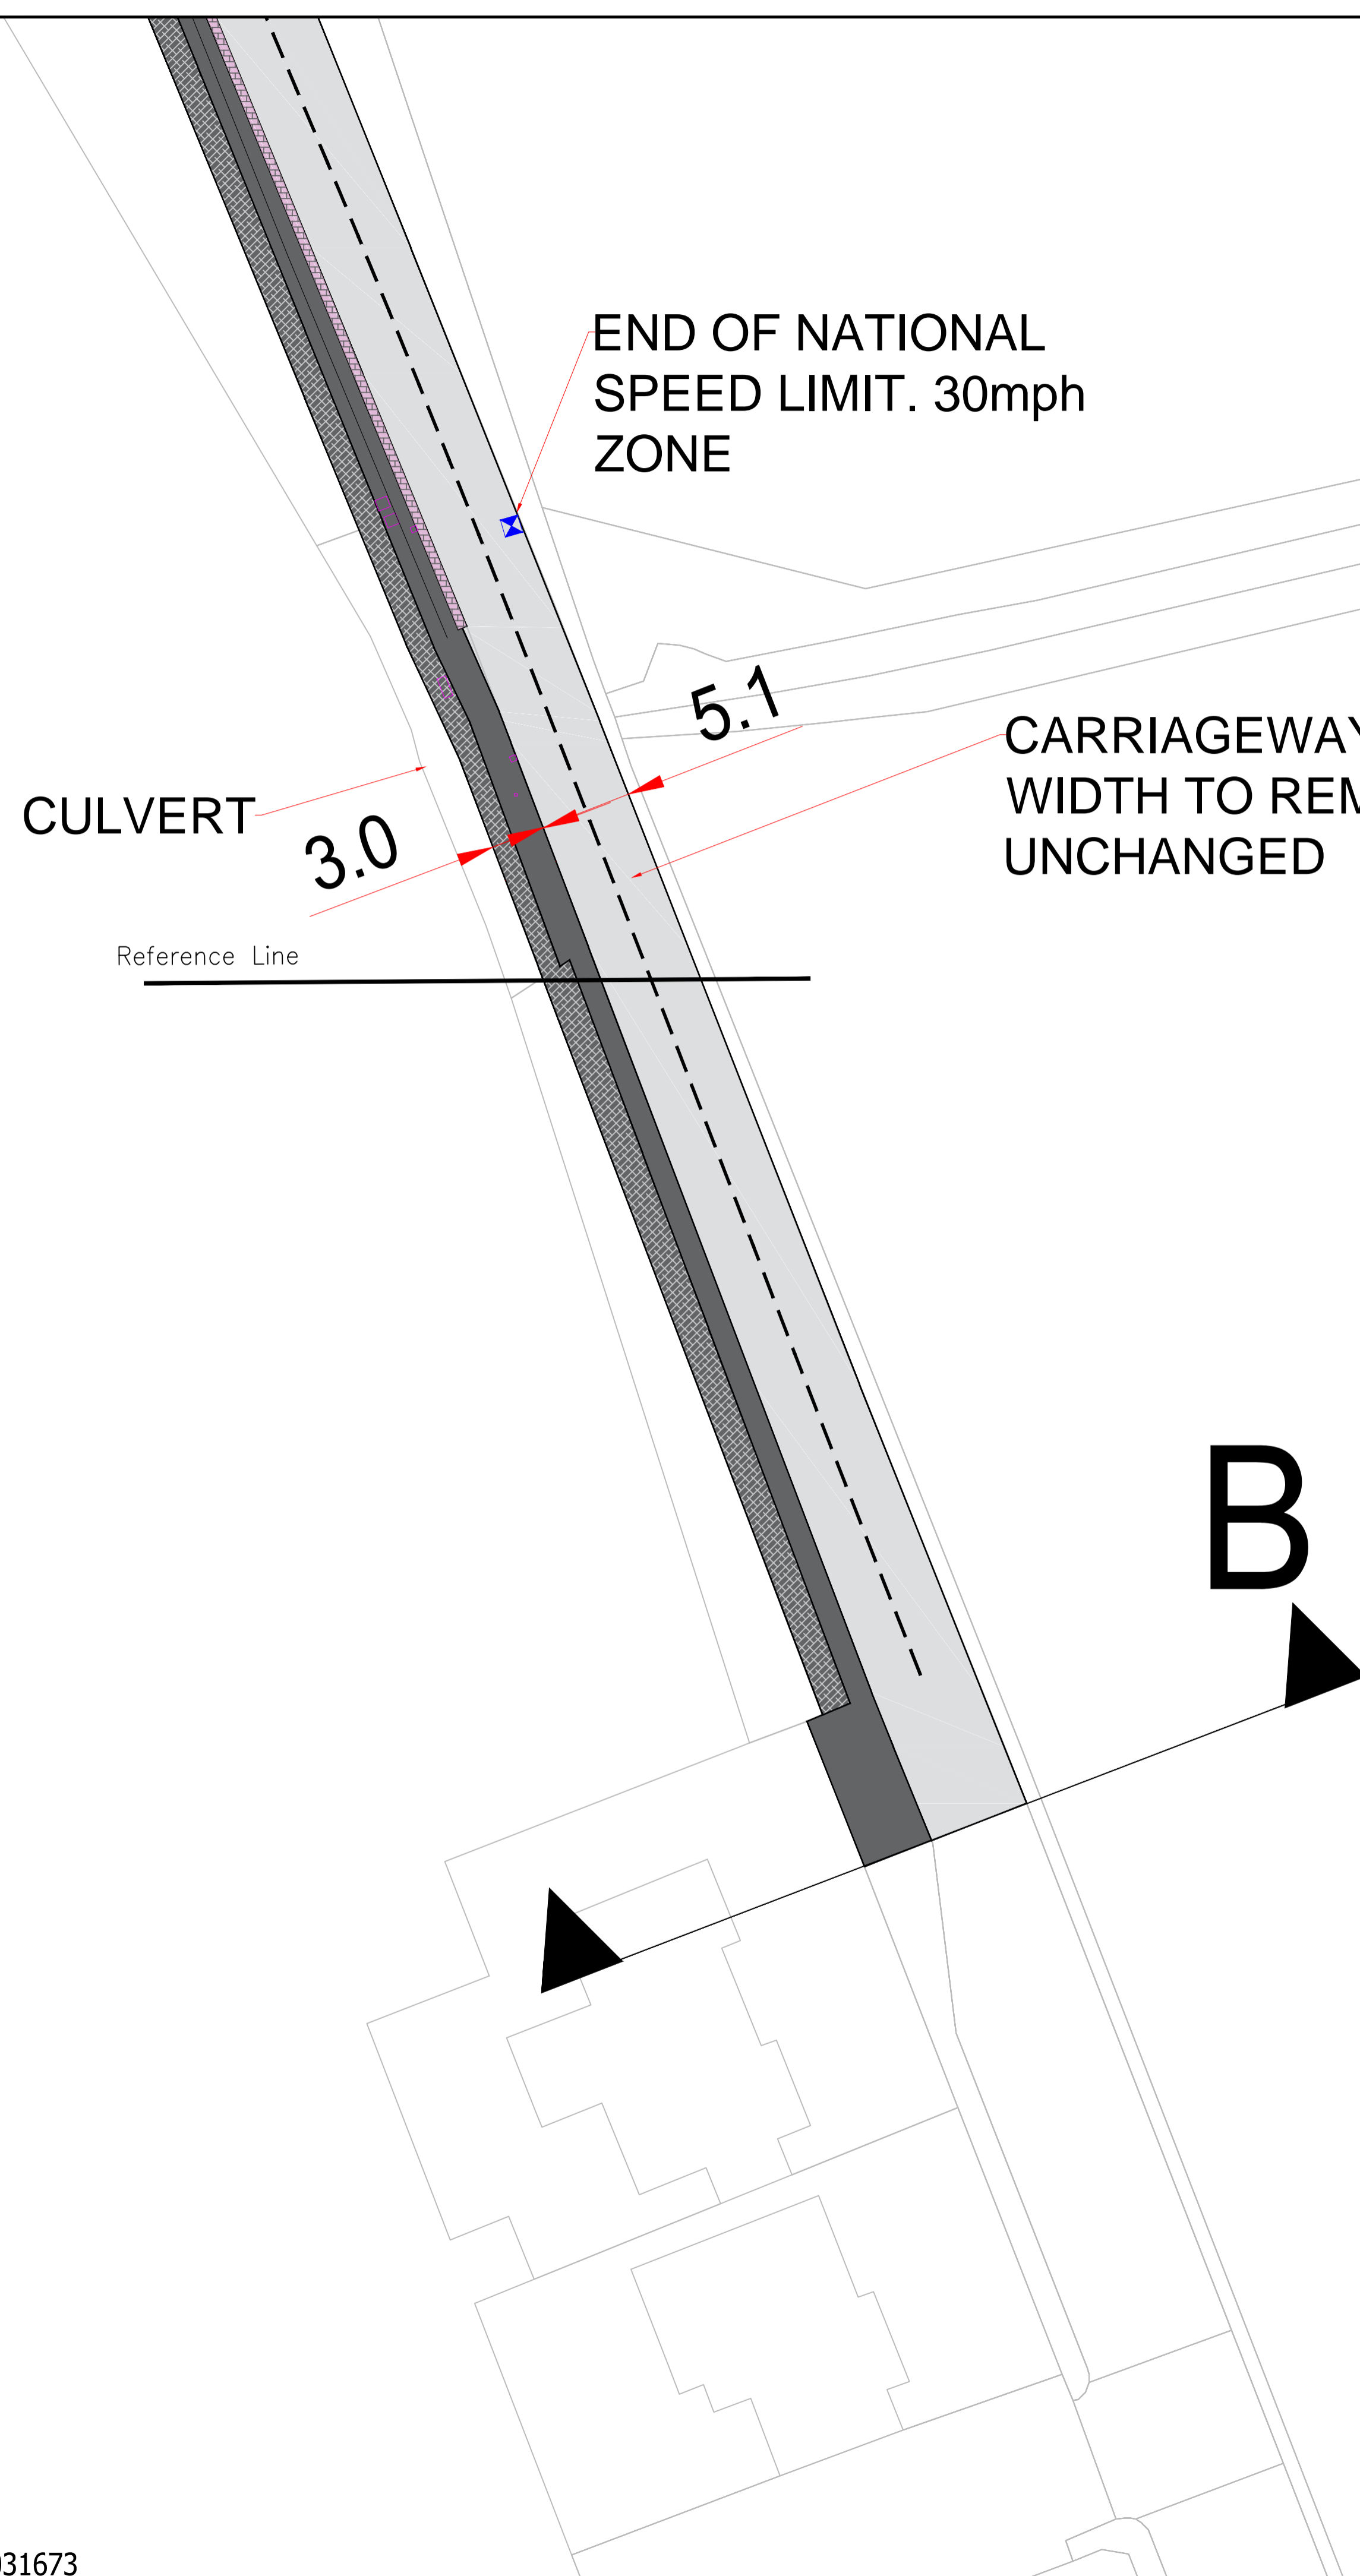 END OF NATIONAL
SPEED LIMIT. 30mph
ZONE
5.1
CARRIAGEWAY
WIDTH TO
UNCHANGED
CULVERT
3.0
Reference Line
B
31673